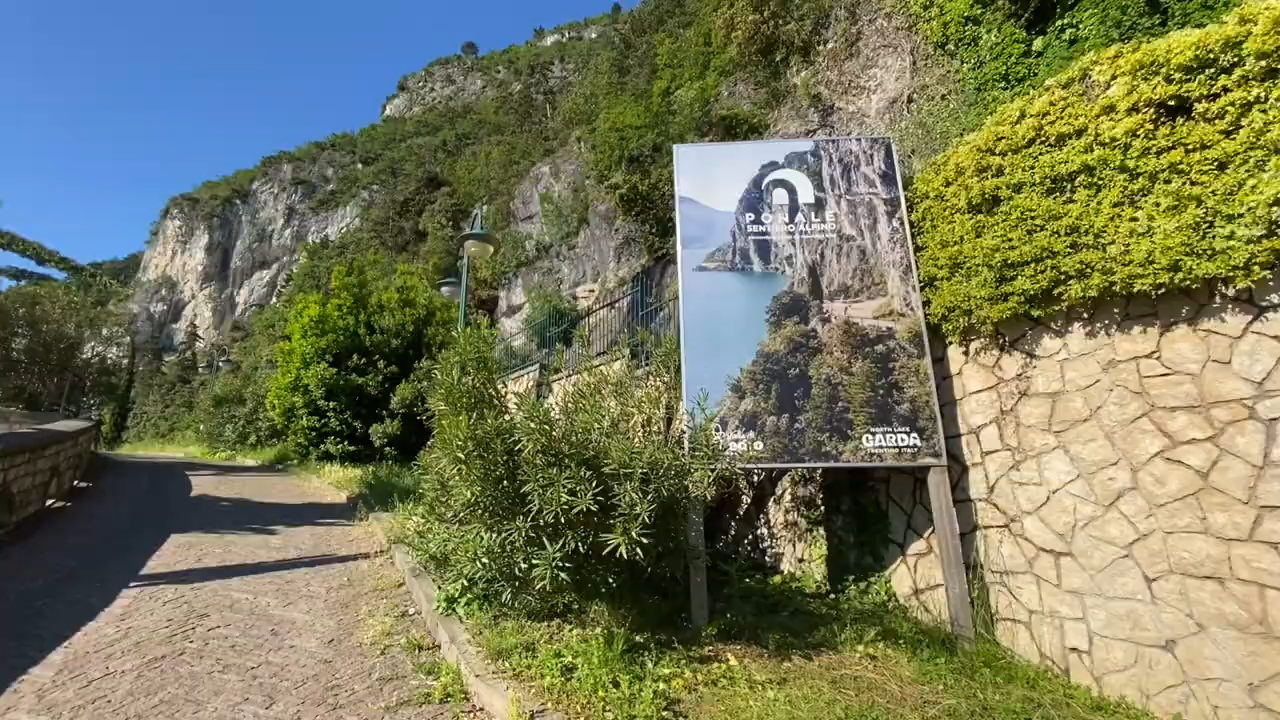 PONALE
SENTIERO ALPINO
NORTH LAKE
GARDA
TRENTINO ITALY